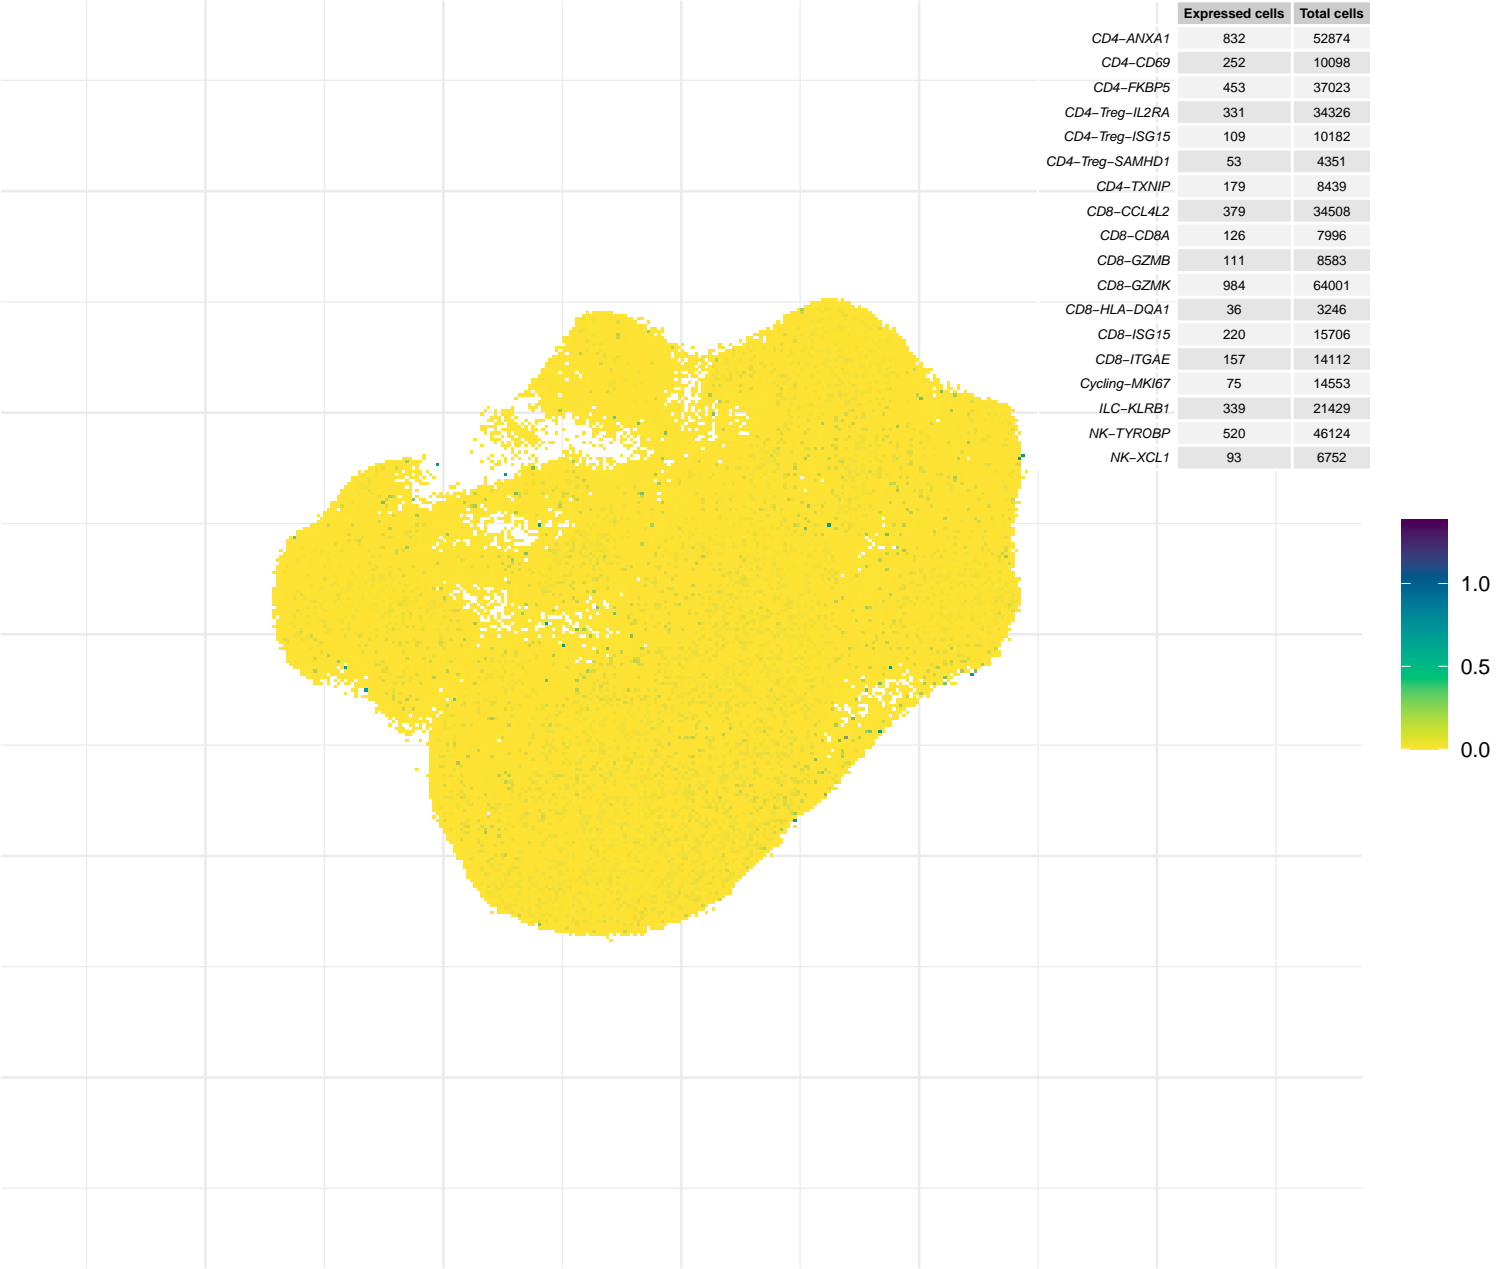 Expressed cells Total cells
CD4−ANXA1 832 52874
CD4−CD69 252 10098
CD4−FKBP5 453 37023
CD4−Treg−IL2RA 331 34326
CD4−Treg−ISG15 109 10182
CD4−Treg−SAMHD1 53 4351
CD4−TXNIP 179 8439
CD8−CCL4L2 379 34508
CD8−CD8A 126 7996
CD8−GZMB 111 8583
CD8−GZMK 984 64001
CD8−HLA−DQA1 36 3246
CD8−ISG15 220 15706
CD8−ITGAE 157 14112
Cycling−MKI67 75 14553
ILC−KLRB1 339 21429
NK−TYROBP 520 46124
NK−XCL1 93 6752
1.0
0.5
0.0